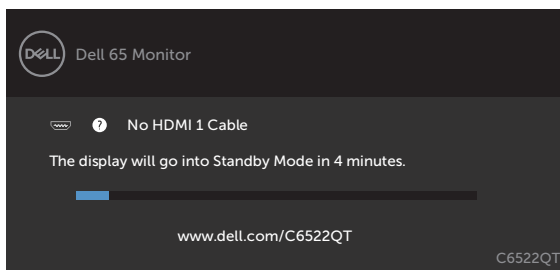 DELL
Dell 65 Monitor
? No HDMI 1 Cable
The display will go into Standby Mode in 4 minutes.
www.dell.com/C6522QT
C6522QT